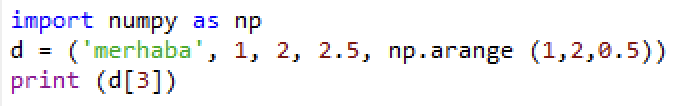 import numpy as np
d = ('merhaba', 1, 2, 2.5, np.arange (1,2,0.5))
print (d[3])